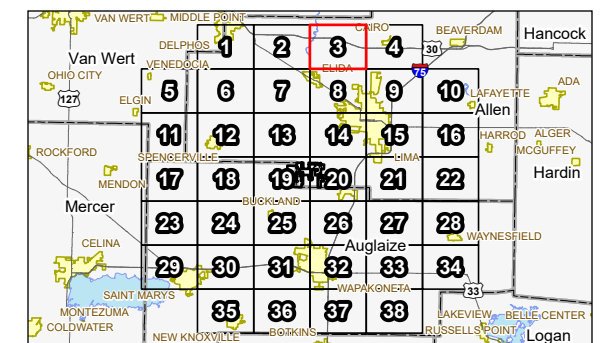 VAN WERT
MIDDLE POINT
CAIRO
BEAVERDAM
Hancock
DELPHOS
1
2
3
4
30
Van Wert
VENEDOCIA
ELIDA
75
OHIO CITY
ADA
127
ELGIN
5
6
7
8
9
10
LAFAYETTE
Allen
11
12
13
14
15
16
HARROD
ALGER
ROCKFORD
SPENCERVILLE
LIMA
MCGUFFEY
MENDON
17
18
19
20
21
22
Hardin
Mercer
BUCKLAND
23
24
25
26
27
28
WAYNESFIELD
CELINA
Auglaize
29
30
31
32
33
34
WAPAKONETA
33
SAINT MARYS
MONTEZUMA
35
36
37
38
LAKEVIEW
BELLE CENTER
COLDWATER
NEW KNOXVILLE
BOTKINS
RUSSELLS POINT
Logan